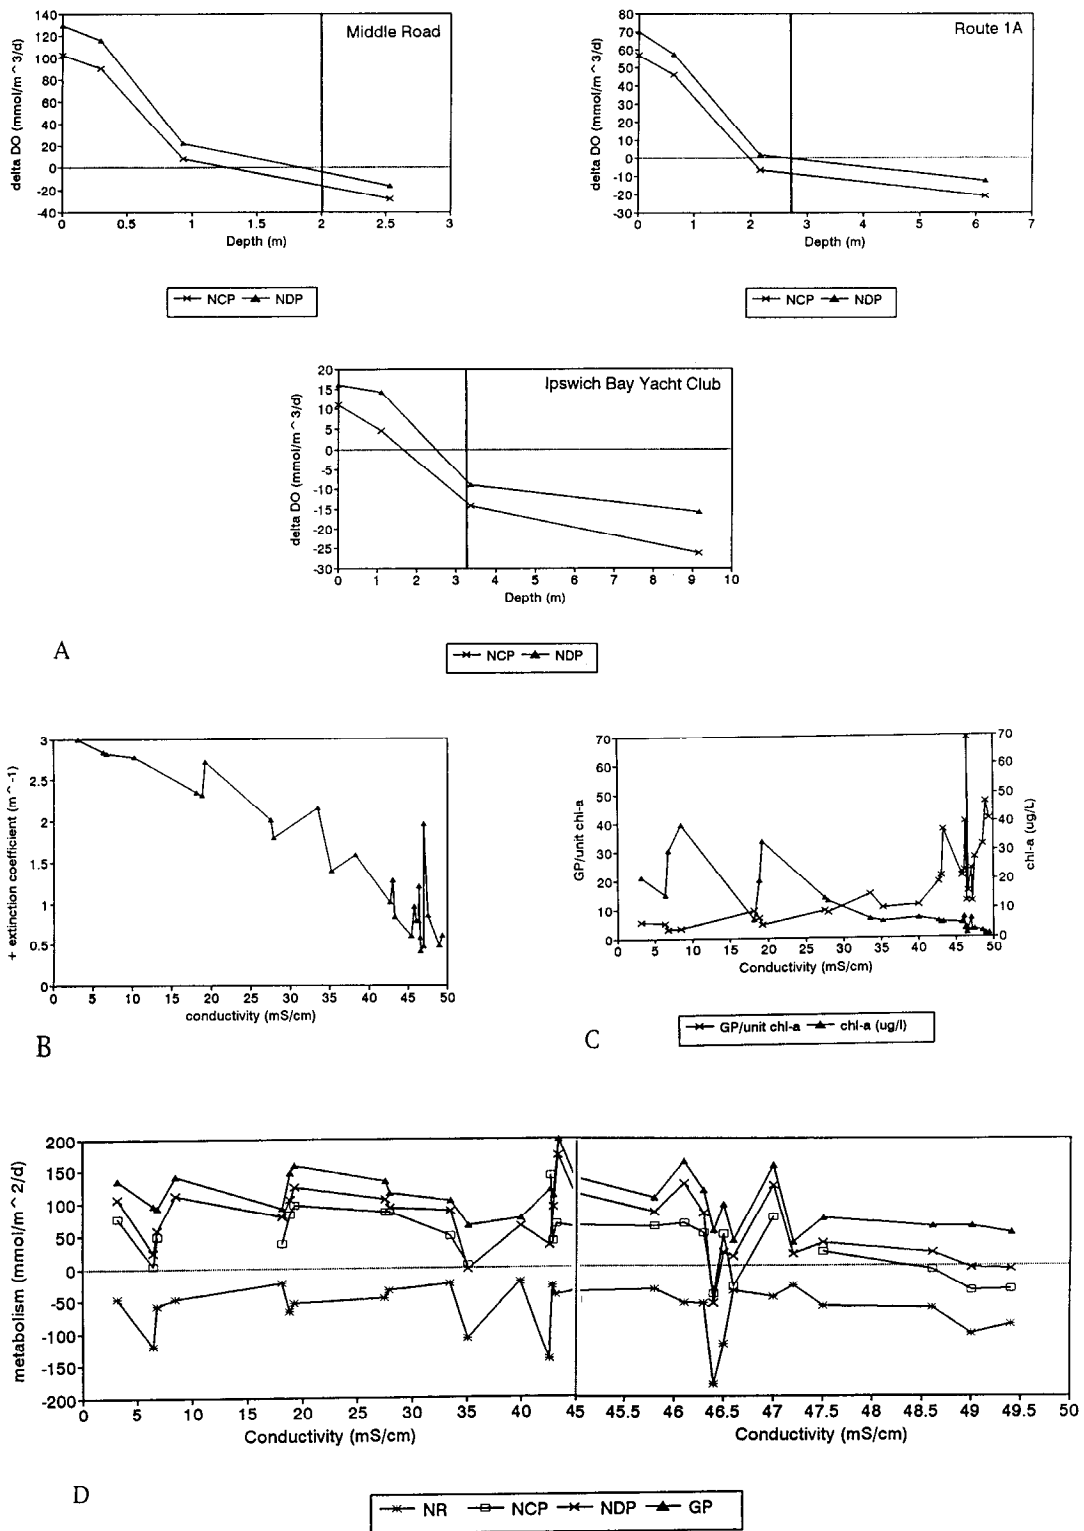 Middle Road
delta DO (mmol/m^3/d)
140
120
100
80
60
40
20
0
-20
-40
0 0.5 1 1.5 2 2.5 3
Depth (m)
NCP NDP
Route 1A
delta DO (mmol/m^3/d)
80
70
60
50
40
30
20
10
0
-10
-20
-30
0 1 2 3 4 5 6 7
Depth (m)
NCP NDP
Ipswich Bay Yacht Club
delta DO (mmol/m^3/d)
20
15
10
5
0
-5
-10
-15
-20
-25
-30
0 1 2 3 4 5 6 7 8 9 10
Depth (m)
NCP NDP
A
+ extinction coefficient (m^-1)
3
2.5
2
1.5
1
0.5
0
0 5 10 15 20 25 30 35 40 45 50
conductivity (mS/cm)
B
GP/unit chl-a
70
60
50
40
30
20
10
0
70
60
50
40
30
20
10
0
chl-a (ug/L)
0 5 10 15 20 25 30 35 40 45 50
Conductivity (mS/cm)
GP/unit chl-a chl-a (ug/l)
C
metabolism (mmol/m^2/d)
200
150
100
50
0
-50
-100
-150
-200
0 5 10 15 20 25 30 35 40 45 45.5 46 46.5 47 47.5 48 48.5 49 49.5 50
Conductivity (mS/cm) Conductivity (mS/cm)
D
NR NCP NDP GP